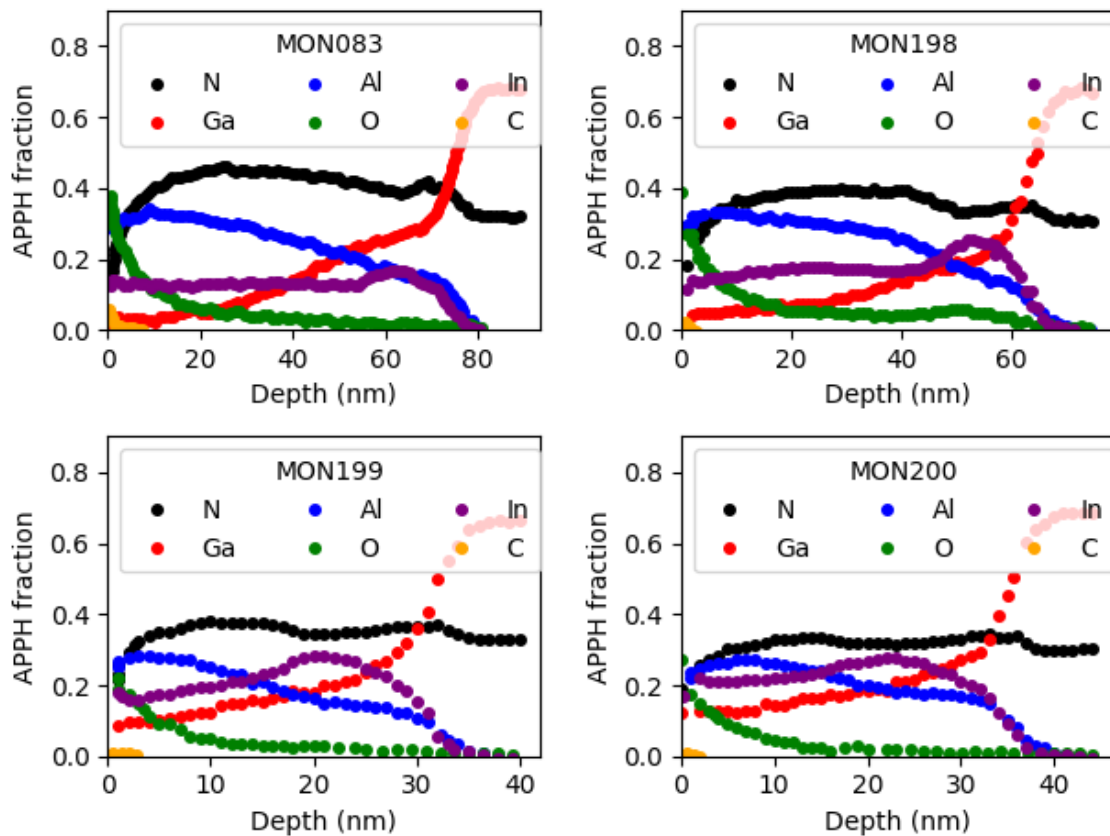 MON083
N Al In
Ga O C
0.8
0.6
0.4
0.2
0.0
APPH fraction
0 20 40 60 80
Depth (nm)
MON198
N Al In
Ga O C
0.8
0.6
0.4
0.2
0.0
APPH fraction
0 20 40 60
Depth (nm)
MON199
N Al In
Ga O C
0.8
0.6
0.4
0.2
0.0
APPH fraction
0 10 20 30 40
Depth (nm)
MON200
N Al In
Ga O C
0.8
0.6
0.4
0.2
0.0
APPH fraction
0 10 20 30 40
Depth (nm)